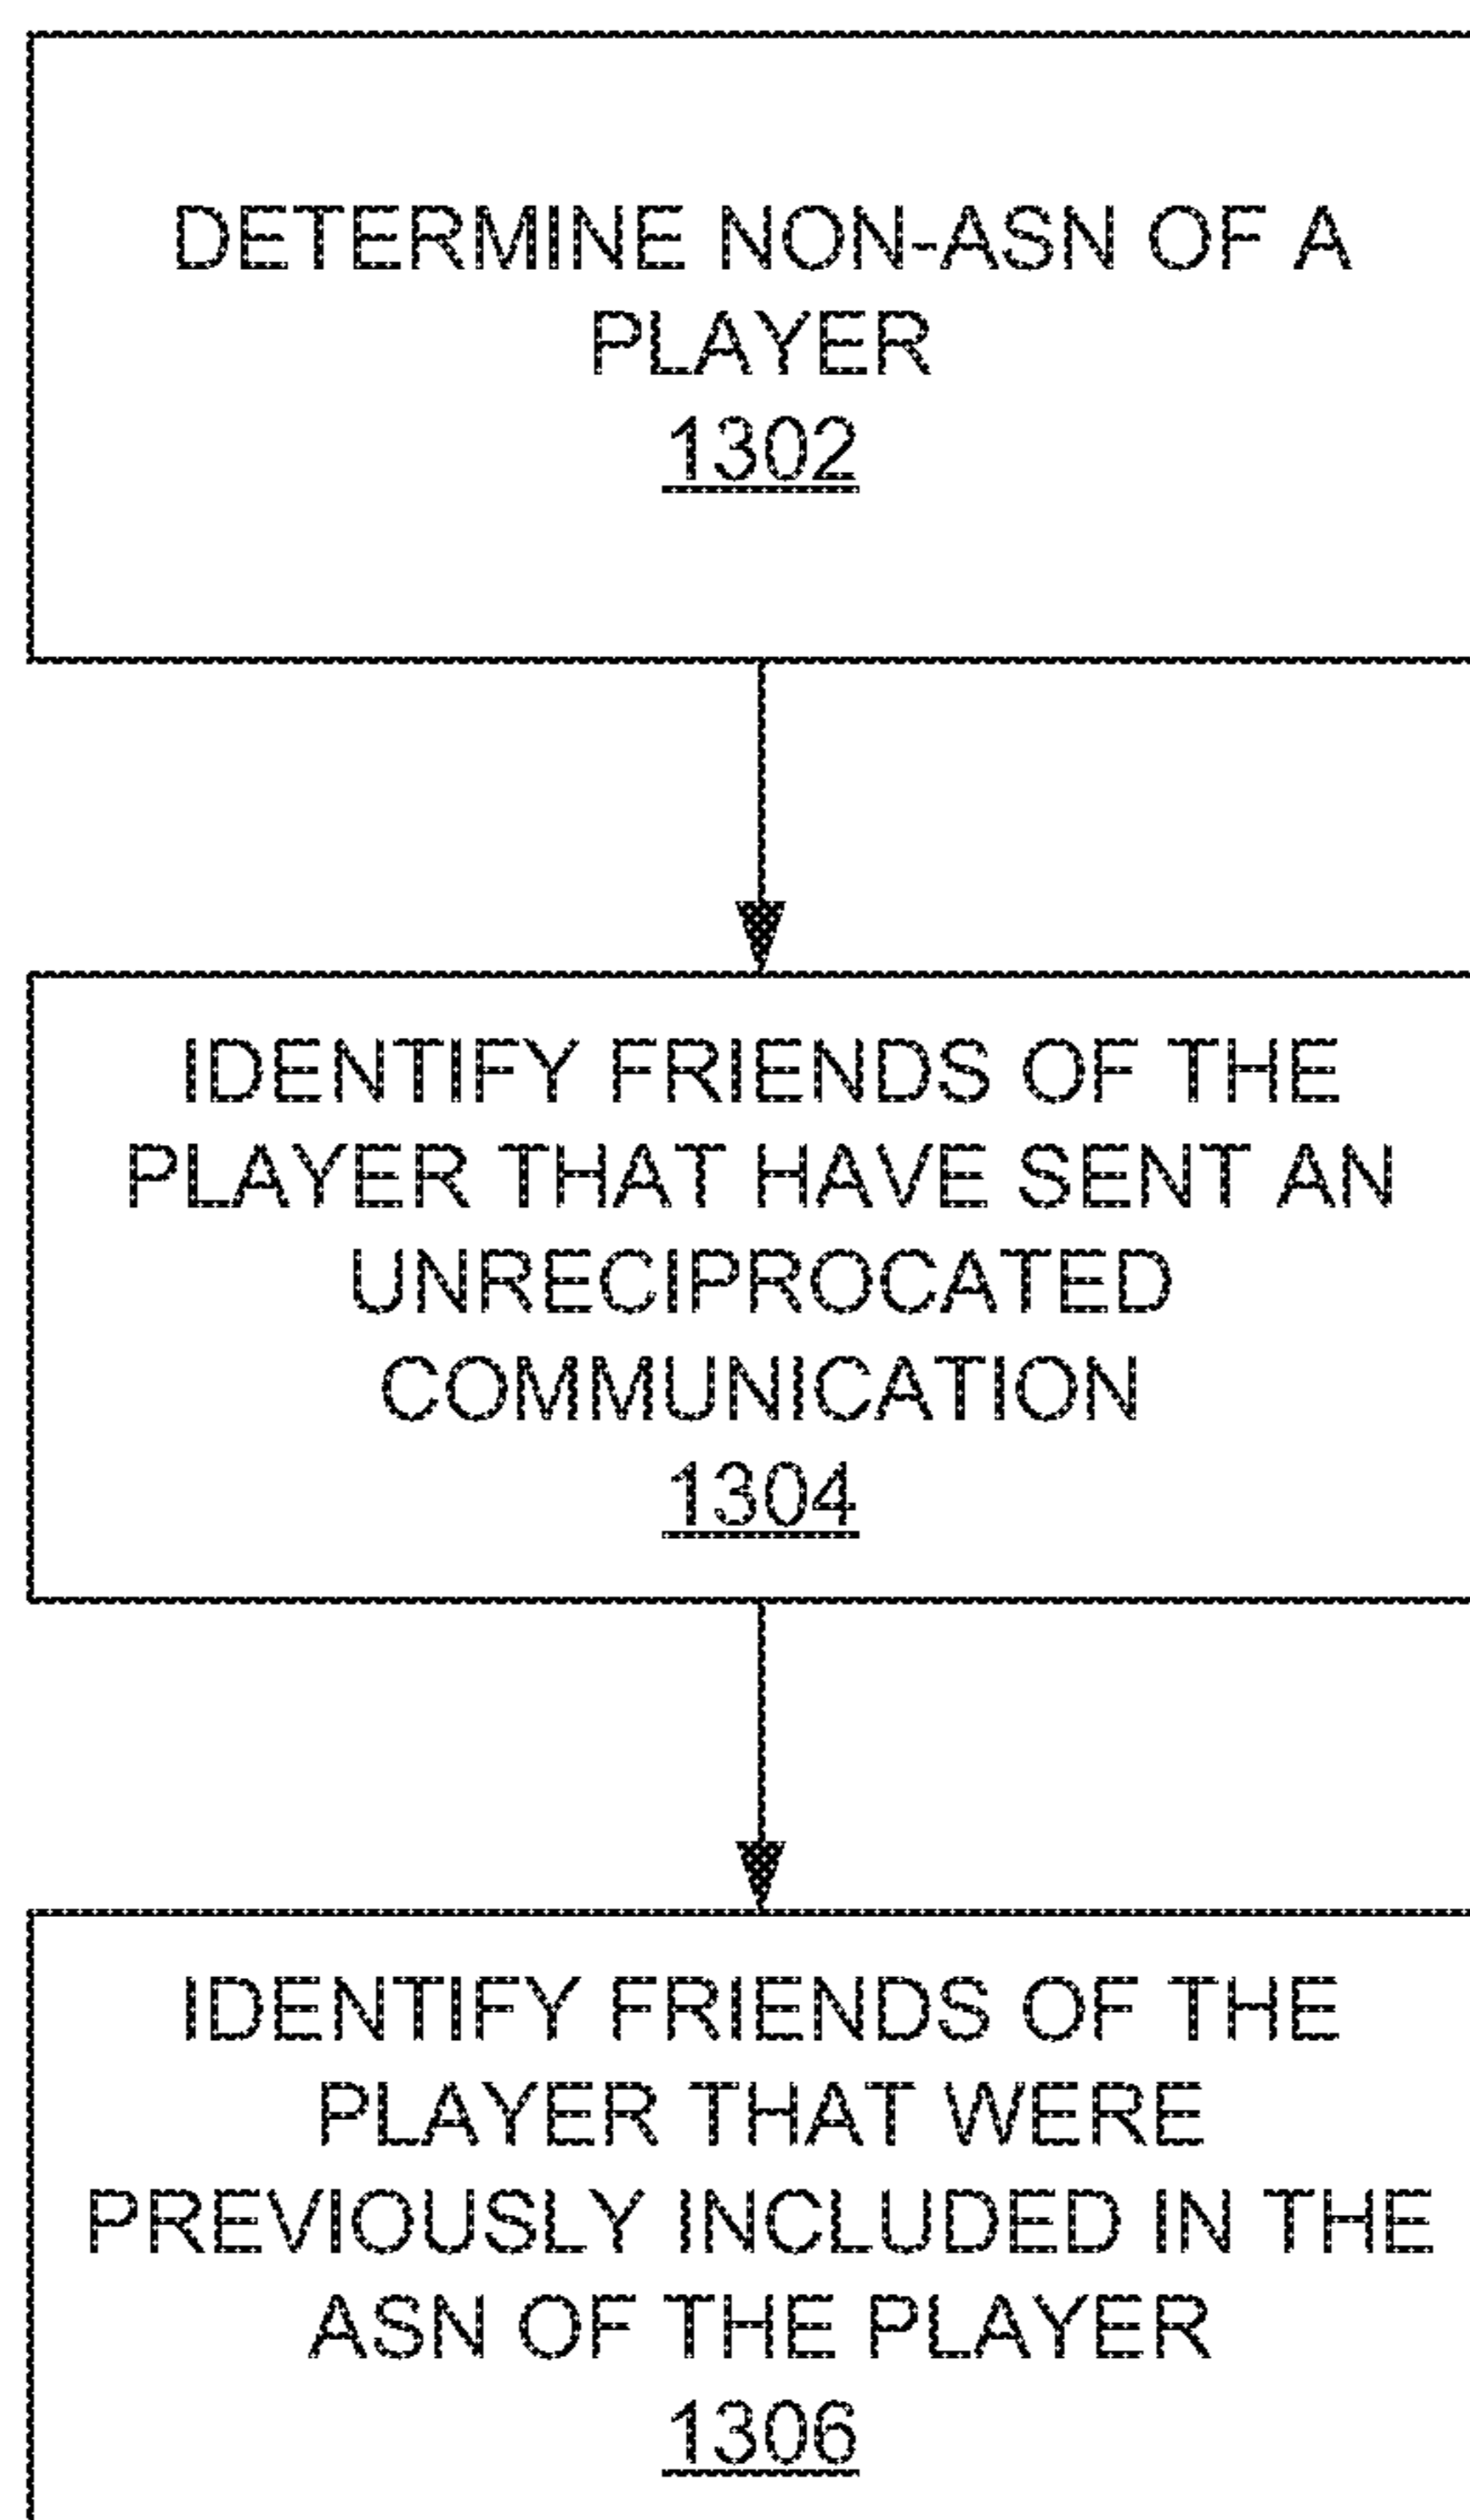 DETERMINE NON-ASN OF A
PLAYER
1302
IDENTIFY FRIENDS OF THE
PLAYER THAT HAVE SENT AN
UNRECIPROCATED
COMMUNICATION
1304
IDENTIFY FRIENDS OF THE
PLAYER THAT WERE
PREVIOUSLY INCLUDED IN THE
ASN OF THE PLAYER
1306